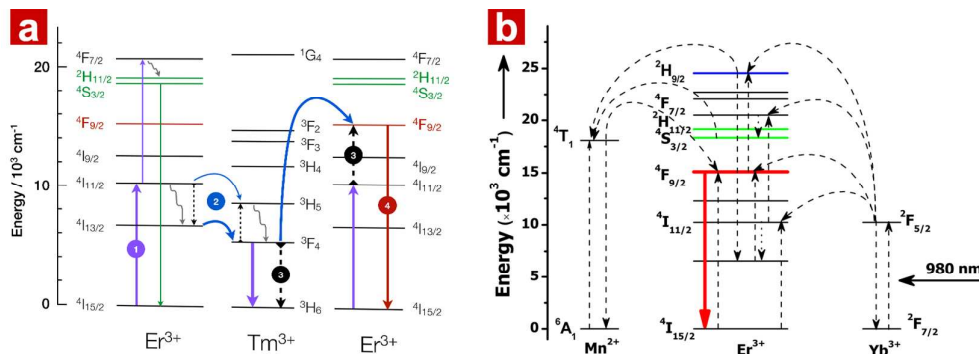 a
Energy / 10³ cm⁻¹
20
10
0
⁴F₇/₂
²H₁₁/₂
⁴S₃/₂
⁴F₉/₂
⁴I₉/₂
⁴I₁₁/₂
⁴I₁₃/₂
⁴I₁₅/₂
Er³⁺
1
2
¹G₄
³F₂
³F₃
³H₄
³H₅
³F₄
³H₆
Tm³⁺
3
3
4
⁴F₇/₂
²H₁₁/₂
⁴S₃/₂
⁴F₉/₂
⁴I₉/₂
⁴I₁₁/₂
⁴I₁₃/₂
⁴I₁₅/₂
Er³⁺
b
Energy (×10³ cm⁻¹)
25
20
15
10
5
0
⁴T₁
⁶A₁
Mn²⁺
²H₉/₂
⁴F₇/₂
²H₁₁/₂
⁴S₃/₂
⁴F₉/₂
⁴I₁₁/₂
⁴I₁₅/₂
Er³⁺
²F₅/₂
980 nm
²F₇/₂
Yb³⁺